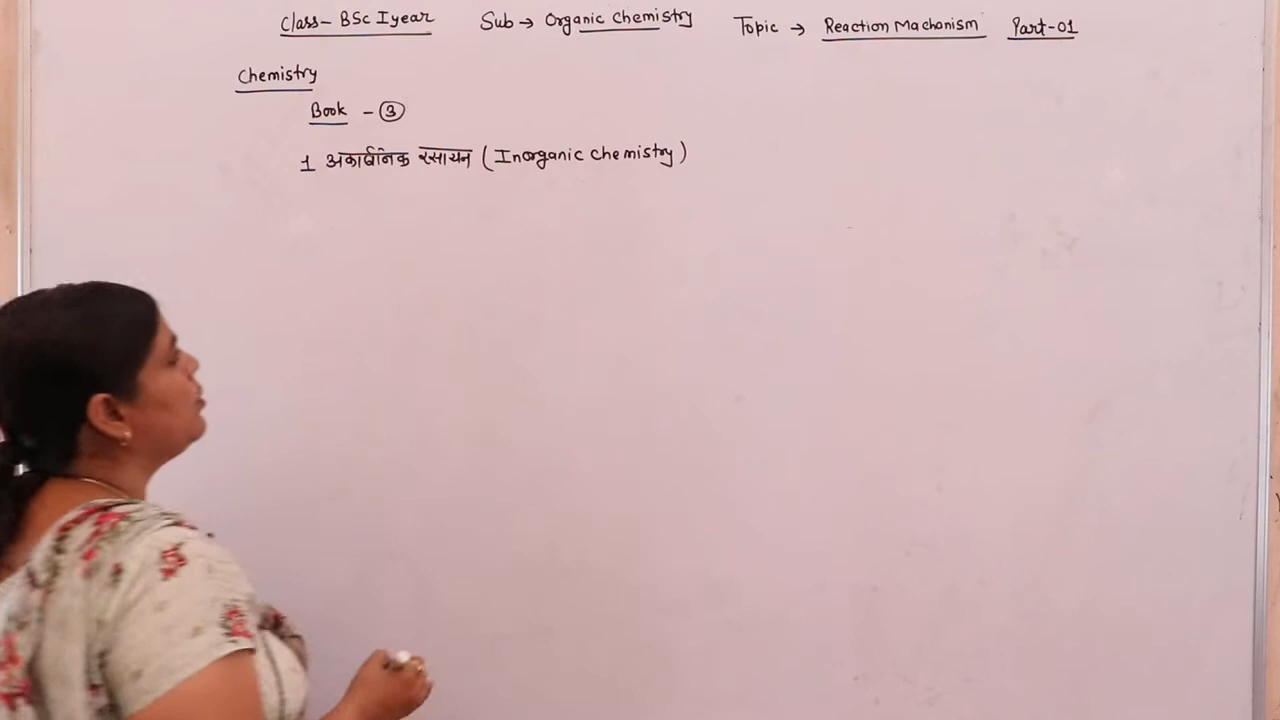 Class- BSc I year Sub → Organic Chemistry Topic → Reaction Machonism Part-01
Chemistry
Book - ③
1 अकार्बनिक रसायन (Inorganic Chemistry)